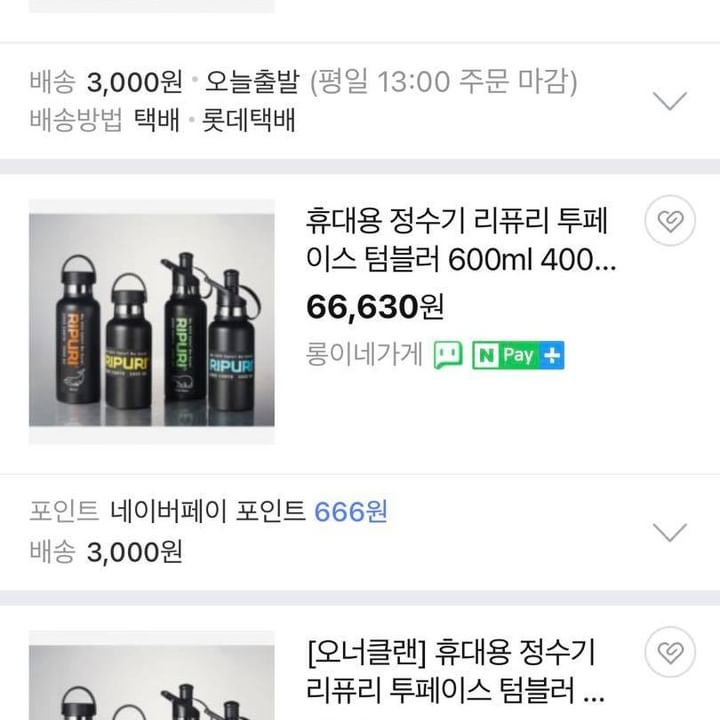 배송 3,000원 · 오늘출발 (평일 13:00 주문 마감)
배송방법 택배 · 롯데택배
휴대용 정수기 리퓨리 투페
이스 텀블러 600ml 400...
66,630원
롱이네가게 N Pay +
RIPURI
RIPURI
RIPURI
RIPURI
포인트 네이버페이 포인트 666원
배송 3,000원
[오너클랜] 휴대용 정수기
리퓨리 투페이스 텀블러 ...